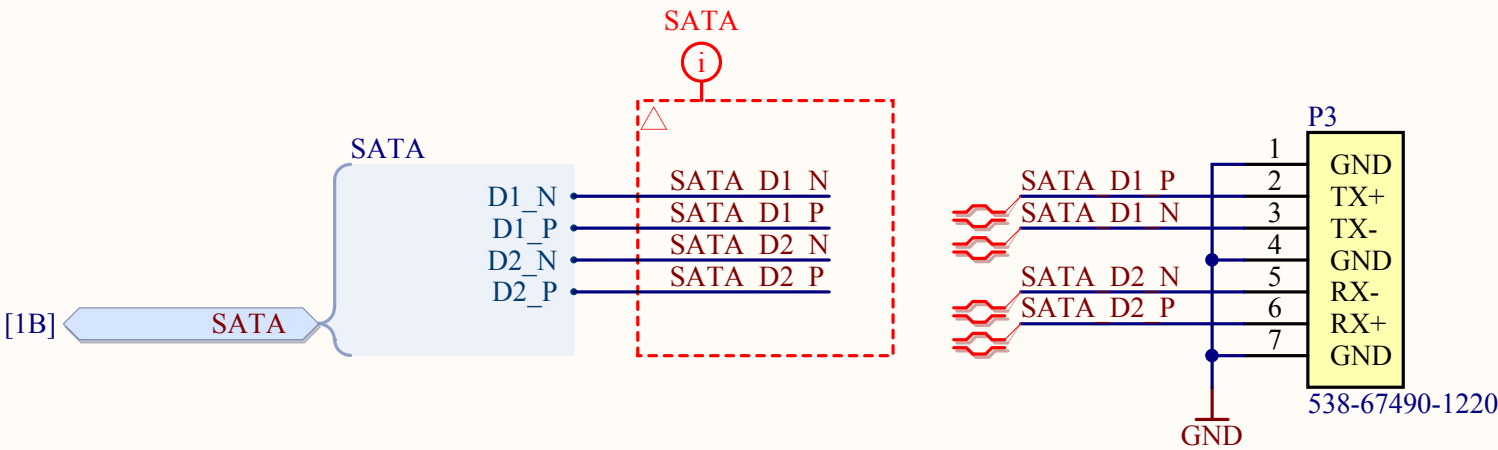 SATA
i
SATA
D1_N
D1_P
D2_N
D2_P
SATA_D1_N
SATA_D1_P
SATA_D2_N
SATA_D2_P
[1B]
SATA
SATA_D1_P
SATA_D1_N
SATA_D2_N
SATA_D2_P
P3
1 GND
2 TX+
3 TX-
4 GND
5 RX-
6 RX+
7 GND
538-67490-1220
GND